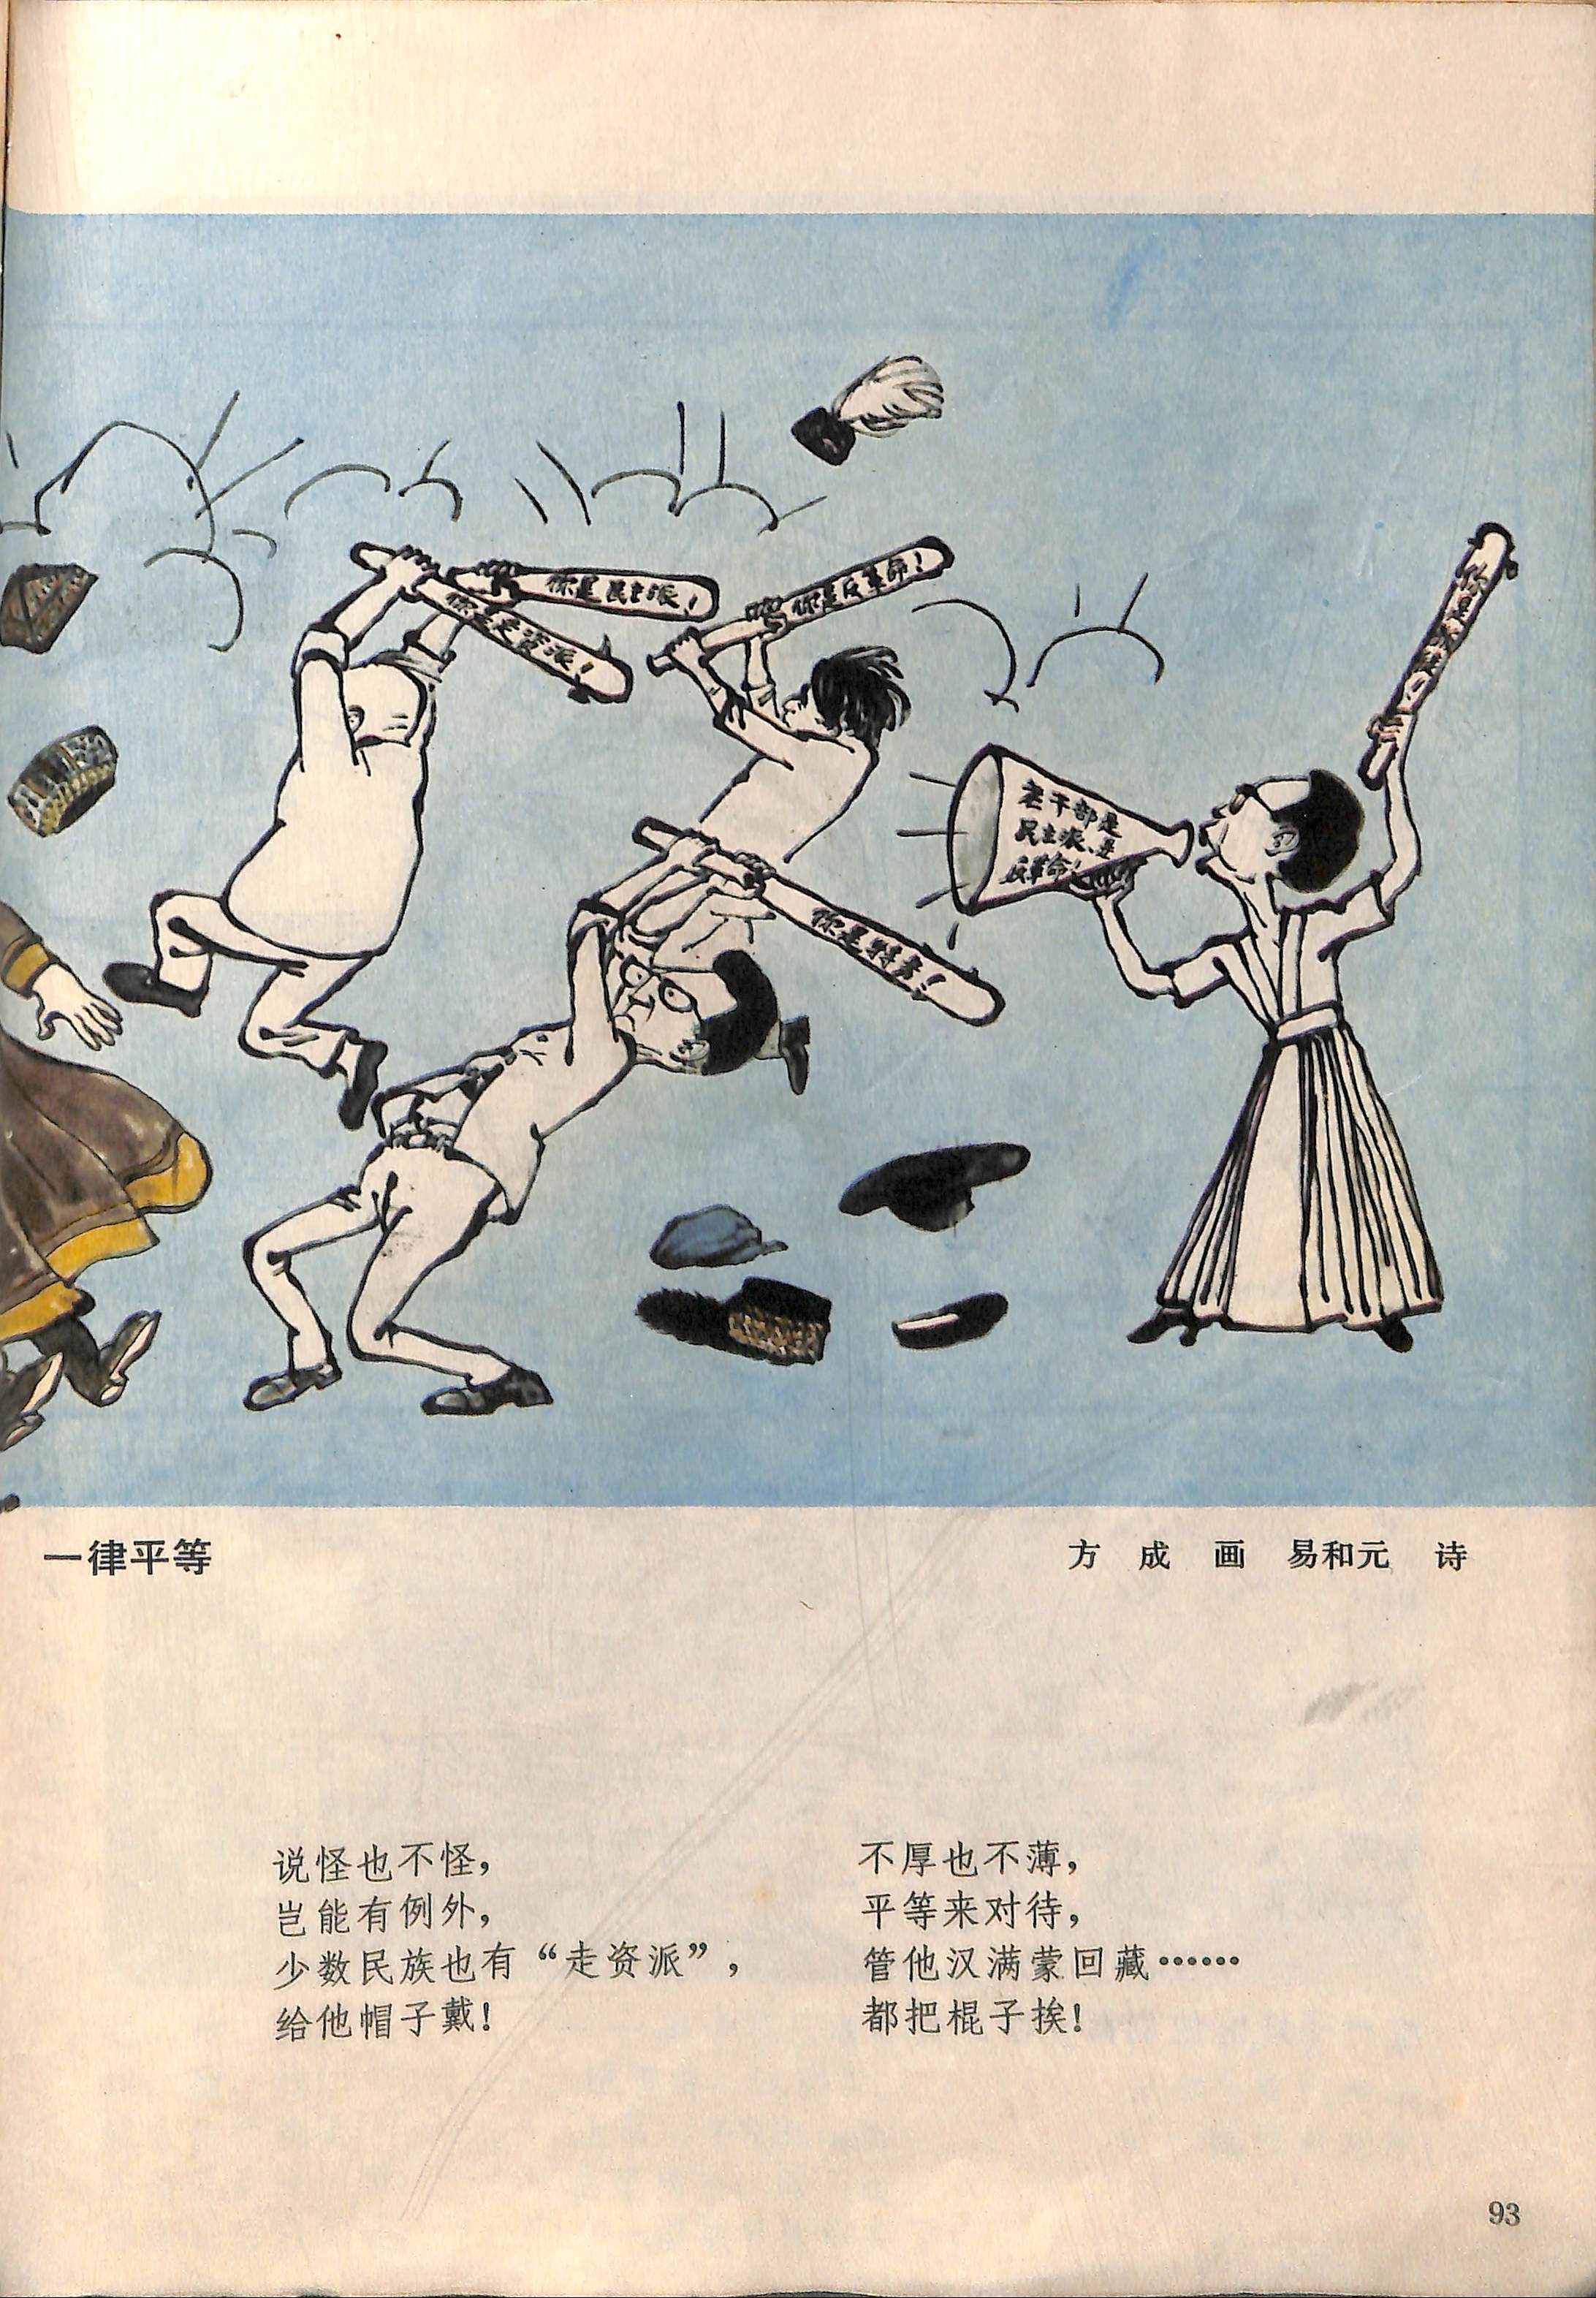 你是民主派！
你是走资派！
你是反革命！
你是特务！
你是叛徒！
老干部是
民主派、是
反革命！
一律平等
方成 画 易和元 诗
说怪也不怪，
岂能有例外，
少数民族也有“走资派”，
给他帽子戴！
不厚也不薄，
平等来对待，
管他汉满蒙回藏……
都把棍子挨！
93